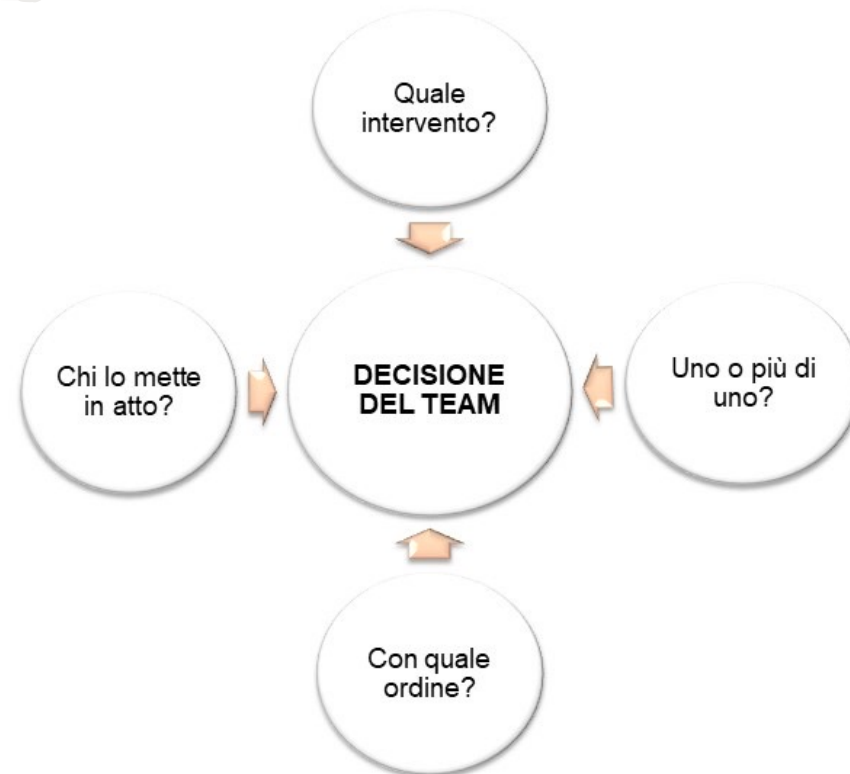 Quale
intervento?
Chi lo mette
in atto?
DECISIONE
DEL TEAM
Uno o più di
uno?
Con quale
ordine?